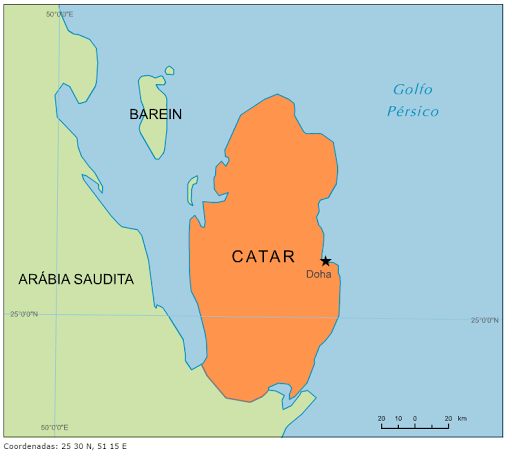 50°0'0"E
Golfo
Pérsico
BAREIN
CATAR
Doha
ARÁBIA SAUDITA
25°0'0"N
25°0'0"N
50°0'0"E
20 10 0 20 km
Coordenadas: 25 30 N, 51 15 E